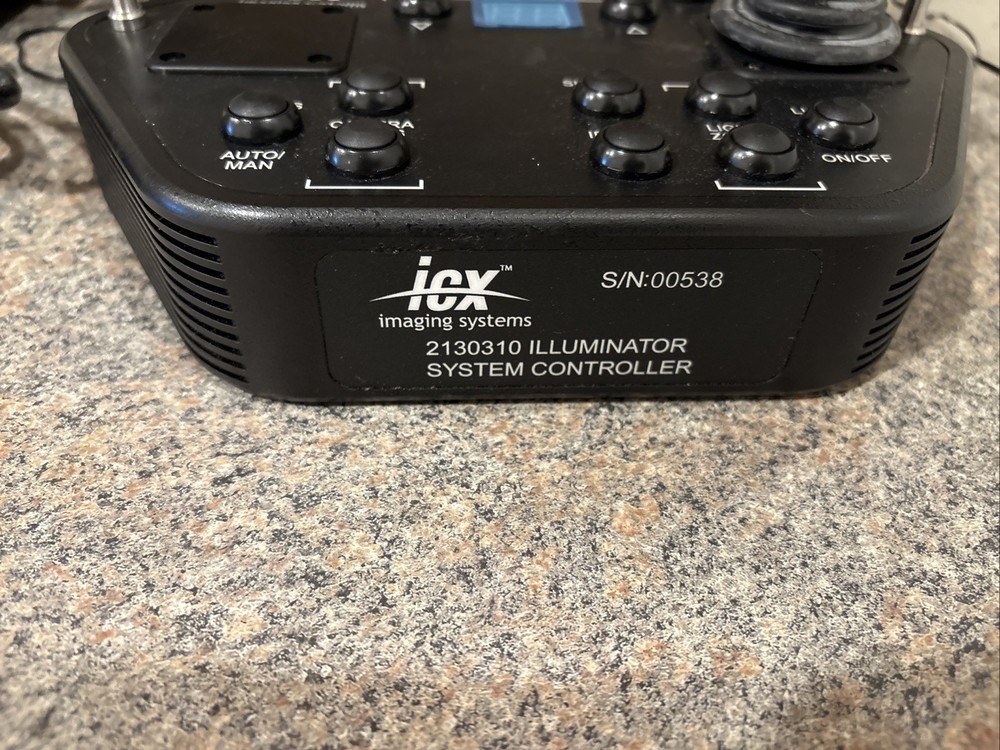 AUTO/
MAN
ON/OFF
icx™
imaging systems
S/N:00538
2130310 ILLUMINATOR
SYSTEM CONTROLLER